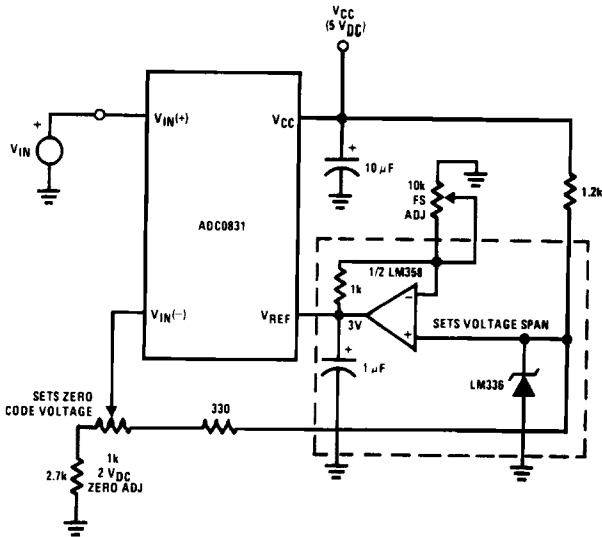 VCC
(5 VDC)
VIN(+)
VCC
+
VIN
+
10 µF
10k
FS
ADJ
1.2k
ADC0831
1/2 LM358
1k
−
VIN(−)
VREF
3V
+
SETS VOLTAGE SPAN
+
1 µF
LM336
SETS ZERO
CODE VOLTAGE
330
1k
2 VDC
ZERO ADJ
2.7k